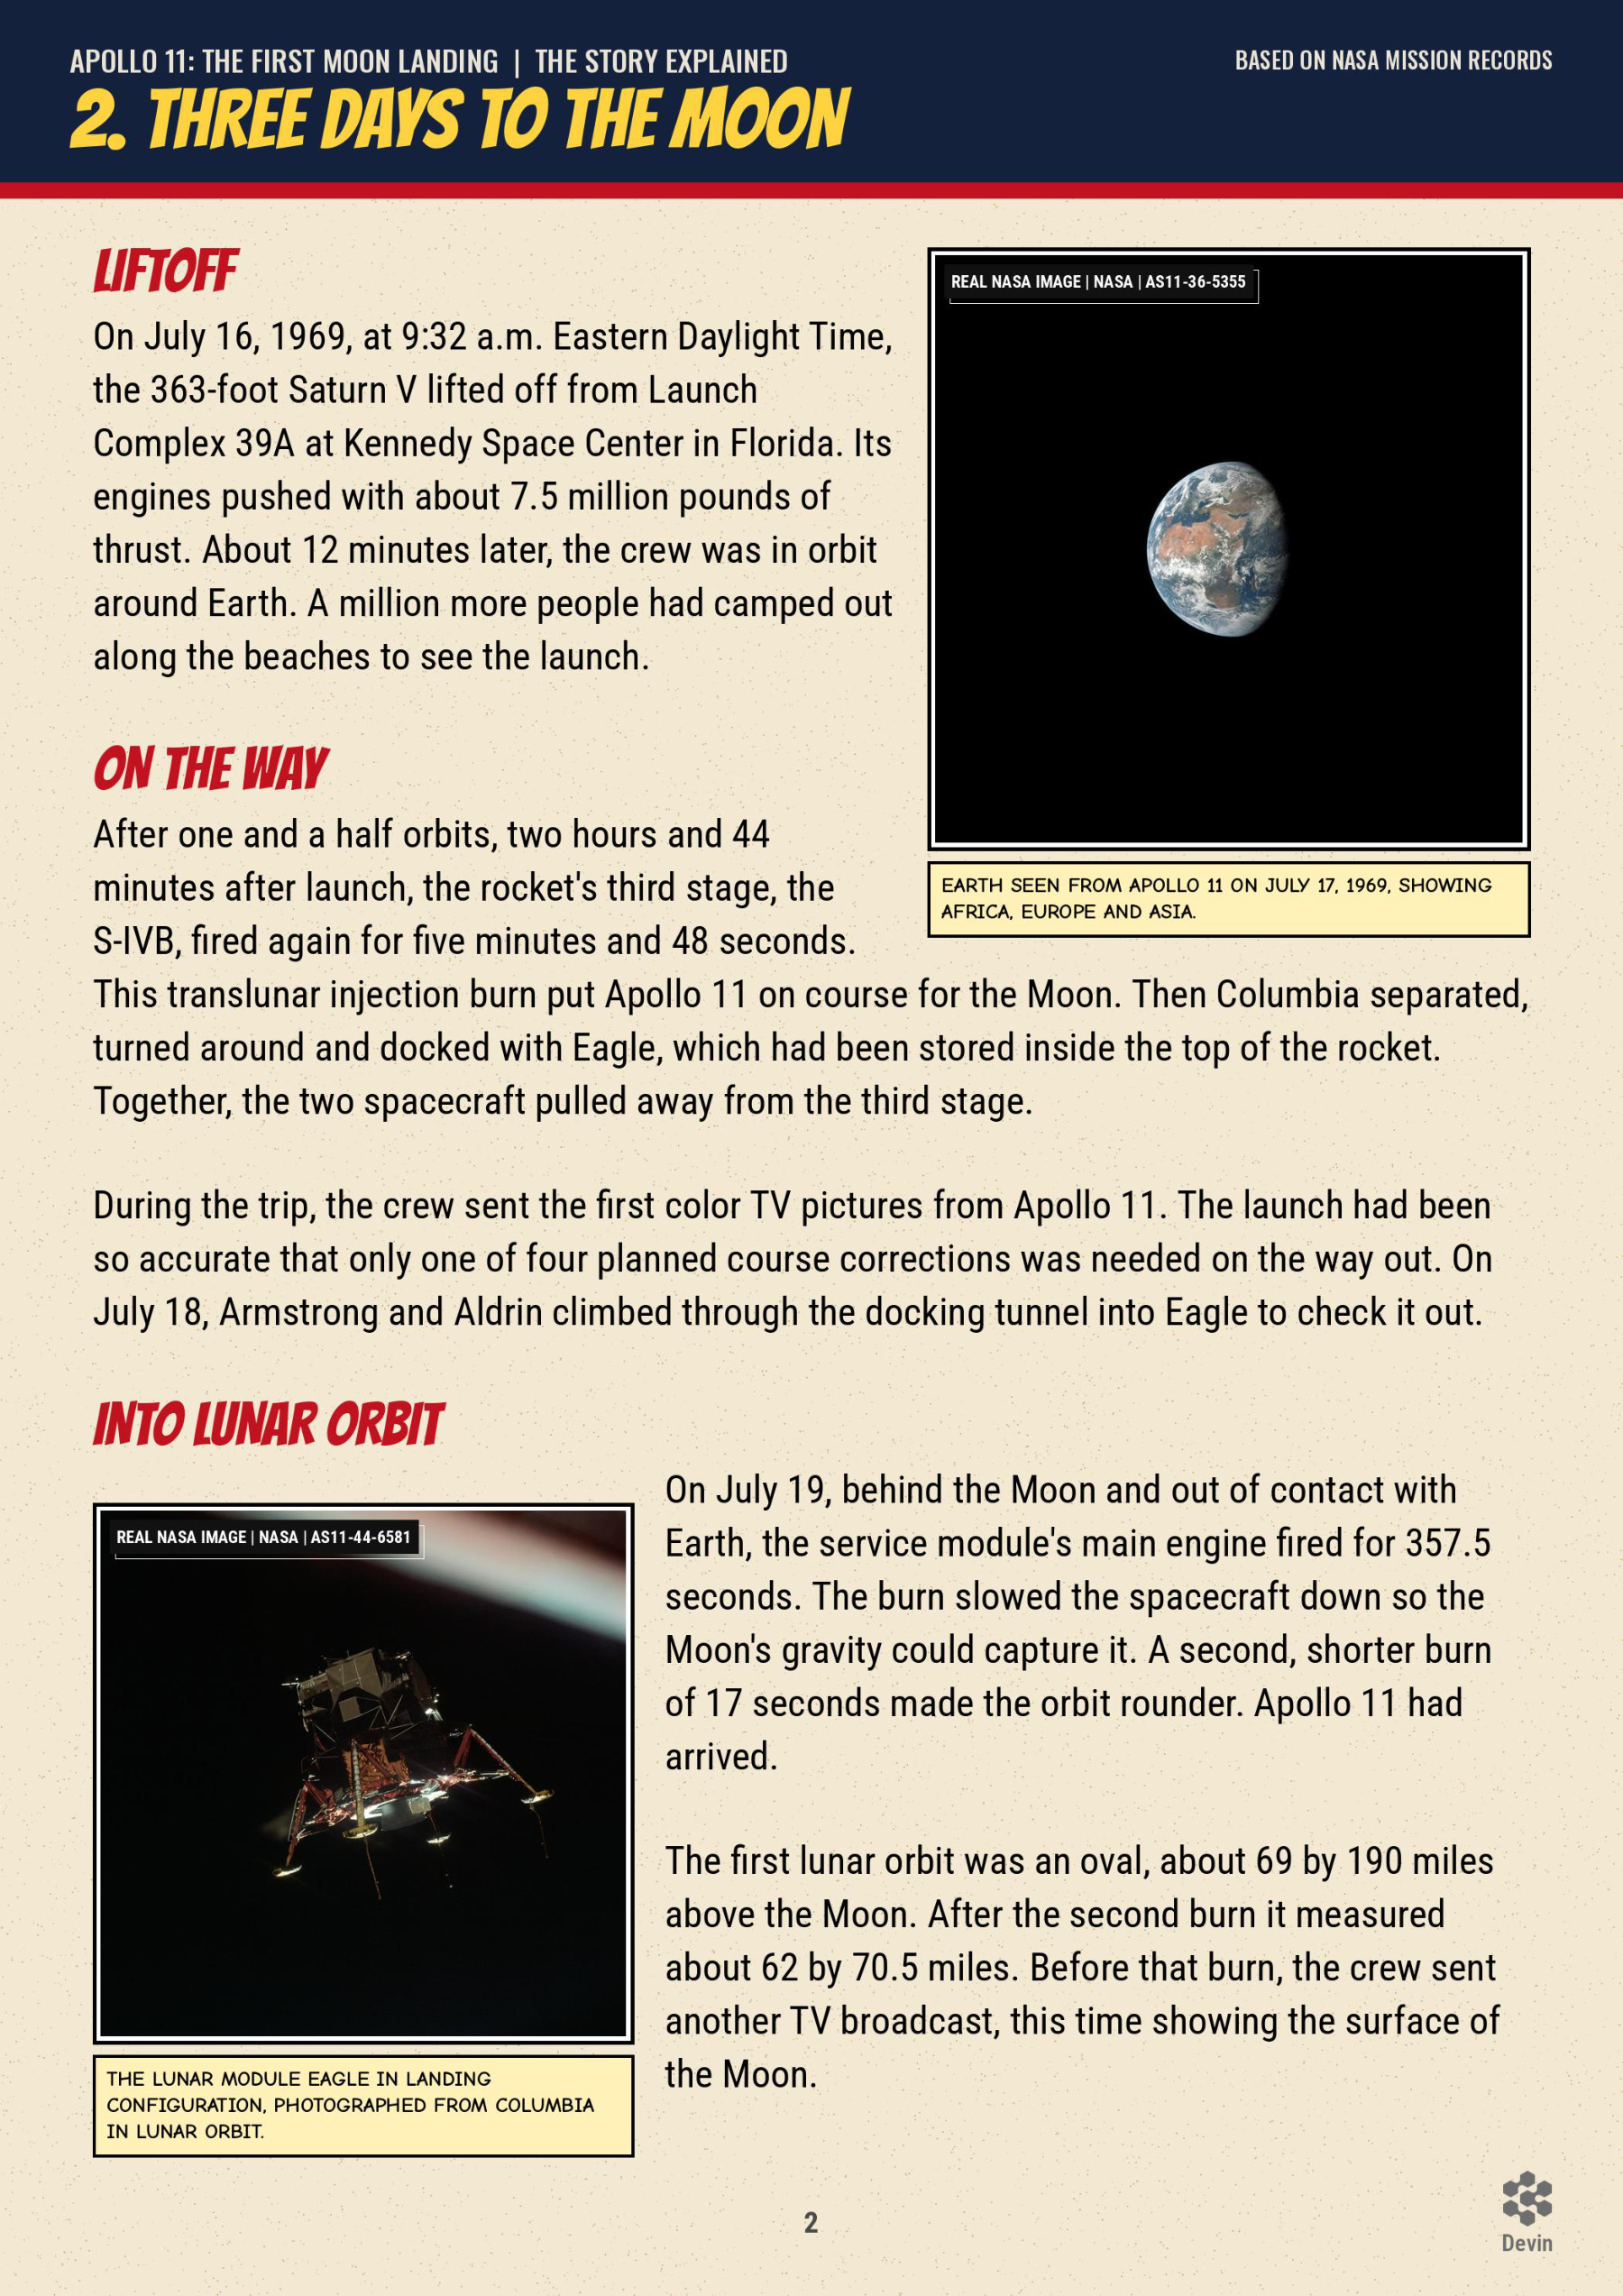 APOLLO 11: THE FIRST MOON LANDING | THE STORY EXPLAINED
BASED ON NASA MISSION RECORDS
2. THREE DAYS TO THE MOON
LIFTOFF
On July 16, 1969, at 9:32 a.m. Eastern Daylight Time,
the 363-foot Saturn V lifted off from Launch
Complex 39A at Kennedy Space Center in Florida. Its
engines pushed with about 7.5 million pounds of
thrust. About 12 minutes later, the crew was in orbit
around Earth. A million more people had camped out
along the beaches to see the launch.
REAL NASA IMAGE | NASA | AS11-36-5355
EARTH SEEN FROM APOLLO 11 ON JULY 17, 1969, SHOWING
AFRICA, EUROPE AND ASIA.
ON THE WAY
After one and a half orbits, two hours and 44
minutes after launch, the rocket's third stage, the
S-IVB, fired again for five minutes and 48 seconds.
This translunar injection burn put Apollo 11 on course for the Moon. Then Columbia separated,
turned around and docked with Eagle, which had been stored inside the top of the rocket.
Together, the two spacecraft pulled away from the third stage.
During the trip, the crew sent the first color TV pictures from Apollo 11. The launch had been
so accurate that only one of four planned course corrections was needed on the way out. On
July 18, Armstrong and Aldrin climbed through the docking tunnel into Eagle to check it out.
INTO LUNAR ORBIT
REAL NASA IMAGE | NASA | AS11-44-6581
THE LUNAR MODULE EAGLE IN LANDING
CONFIGURATION, PHOTOGRAPHED FROM COLUMBIA
IN LUNAR ORBIT.
On July 19, behind the Moon and out of contact with
Earth, the service module's main engine fired for 357.5
seconds. The burn slowed the spacecraft down so the
Moon's gravity could capture it. A second, shorter burn
of 17 seconds made the orbit rounder. Apollo 11 had
arrived.
The first lunar orbit was an oval, about 69 by 190 miles
above the Moon. After the second burn it measured
about 62 by 70.5 miles. Before that burn, the crew sent
another TV broadcast, this time showing the surface of
the Moon.
2
Devin